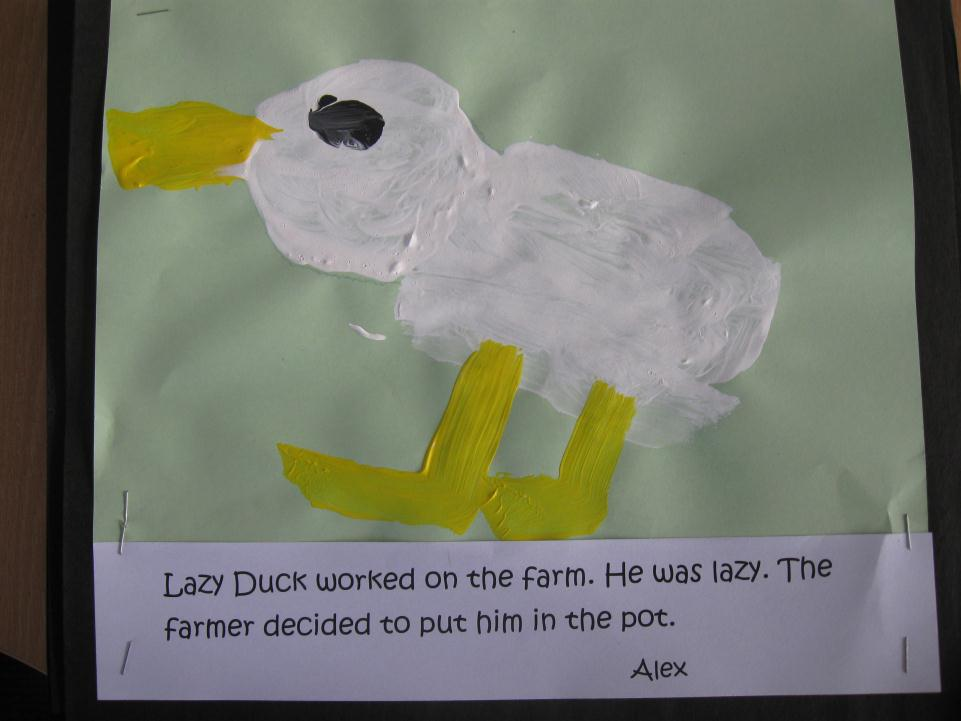 Lazy Duck worked on the farm. He was lazy. The
farmer decided to put him in the pot.
Alex